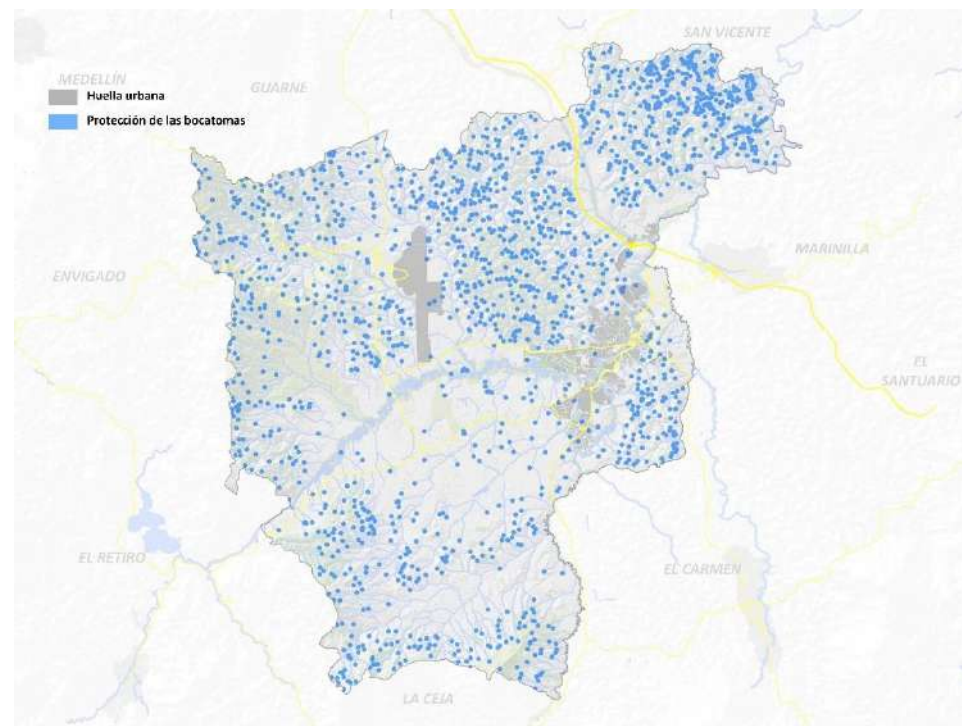 SAN VICENTE
MEDELLÍN
GUARNE
Huella urbana
Protección de las bocatomas
MARINILLA
ENVIGADO
EL
SANTUARIO
EL RETIRO
EL CARMEN
LA CEJA